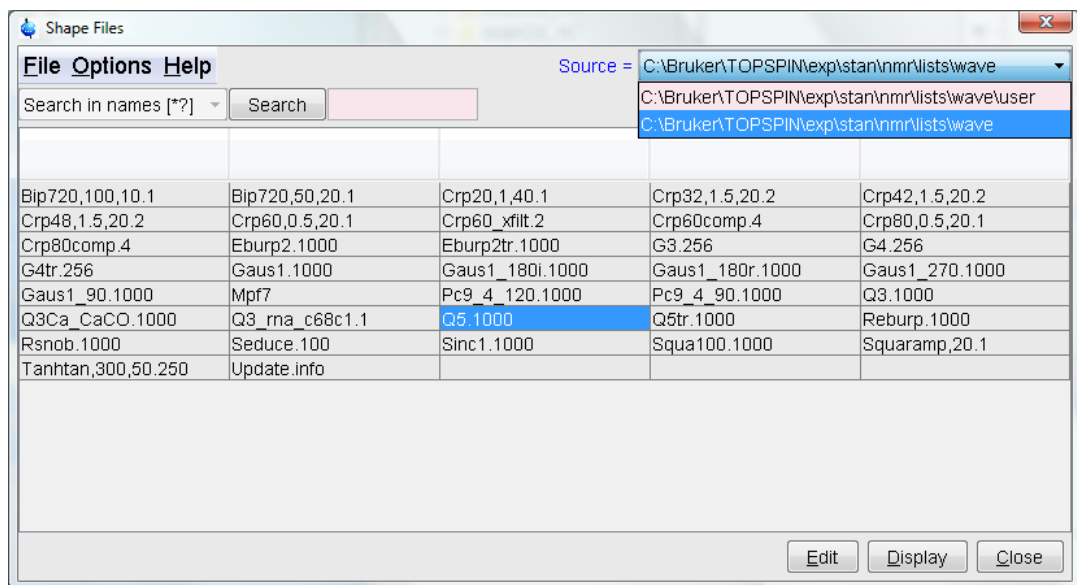 Shape Files
File Options Help
Source = C:\Bruker\TOPSPIN\exp\stan\nmr\lists\wave
Search in names [*?] Search
C:\Bruker\TOPSPIN\exp\stan\nmr\lists\wave\user
C:\Bruker\TOPSPIN\exp\stan\nmr\lists\wave
Bip720,100,10.1 Bip720,50,20.1 Crp20,1,40.1 Crp32,1.5,20.2 Crp42,1.5,20.2
Crp48,1.5,20.2 Crp60,0.5,20.1 Crp60_xfilt.2 Crp60comp.4 Crp80,0.5,20.1
Crp80comp.4 Eburp2.1000 Eburp2tr.1000 G3.256 G4.256
G4tr.256 Gaus1.1000 Gaus1_180i.1000 Gaus1_180r.1000 Gaus1_270.1000
Gaus1_90.1000 Mpf7 Pc9_4_120.1000 Pc9_4_90.1000 Q3.1000
Q3Ca_CaCO.1000 Q3_rna_c68c1.1 Q5.1000 Q5tr.1000 Reburp.1000
Rsnob.1000 Seduce.100 Sinc1.1000 Squa100.1000 Squaramp,20.1
Tanhtan,300,50.250 Update.info
Edit Display Close